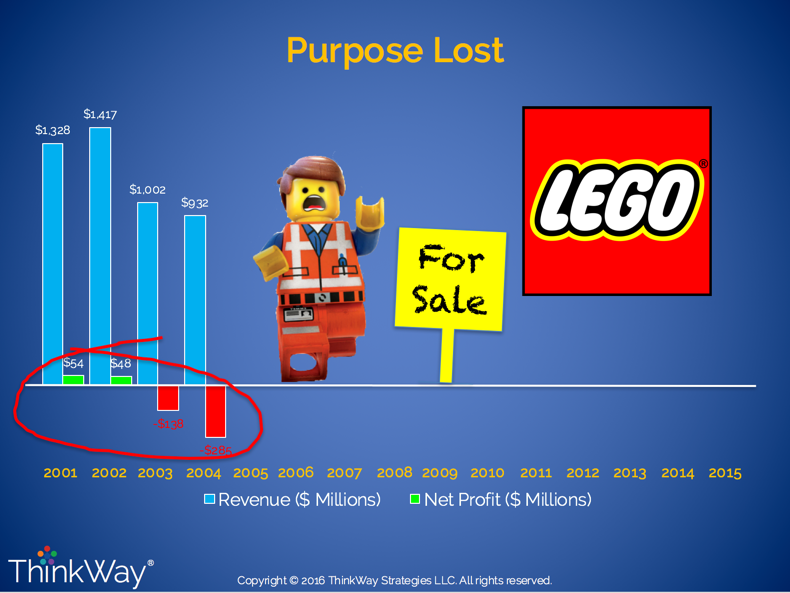 Purpose Lost
$1,328
$1,417
$1,002
$932
$54
$48
-$138
-$285
For
Sale
LEGO
®
2001 2002 2003 2004 2005 2006 2007 2008 2009 2010 2011 2012 2013 2014 2015
Revenue ($ Millions) Net Profit ($ Millions)
ThinkWay®
Copyright © 2016 ThinkWay Strategies LLC. All rights reserved.